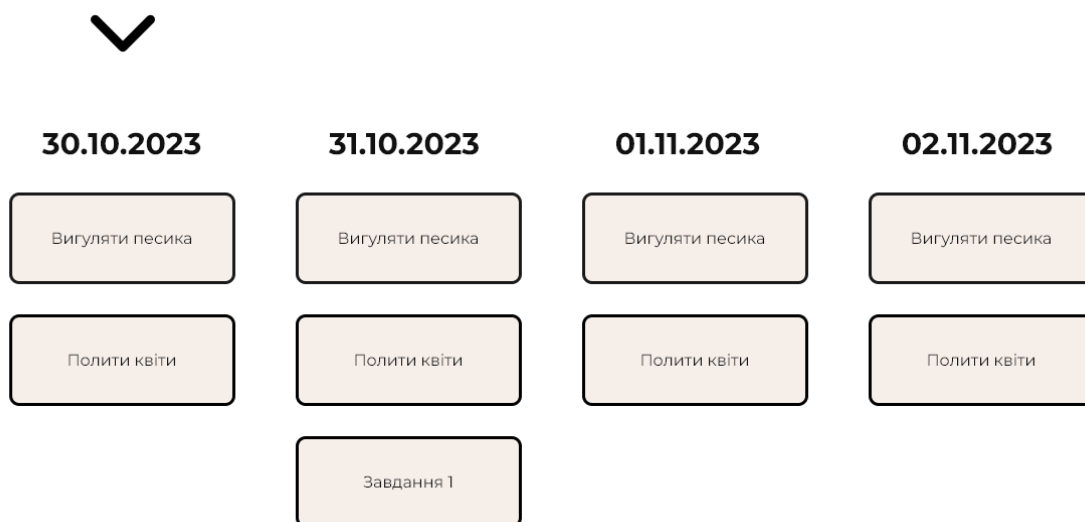 30.10.2023
31.10.2023
01.11.2023
02.11.2023
Вигуляти песика
Вигуляти песика
Вигуляти песика
Вигуляти песика
Полити квіти
Полити квіти
Полити квіти
Полити квіти
Завдання 1